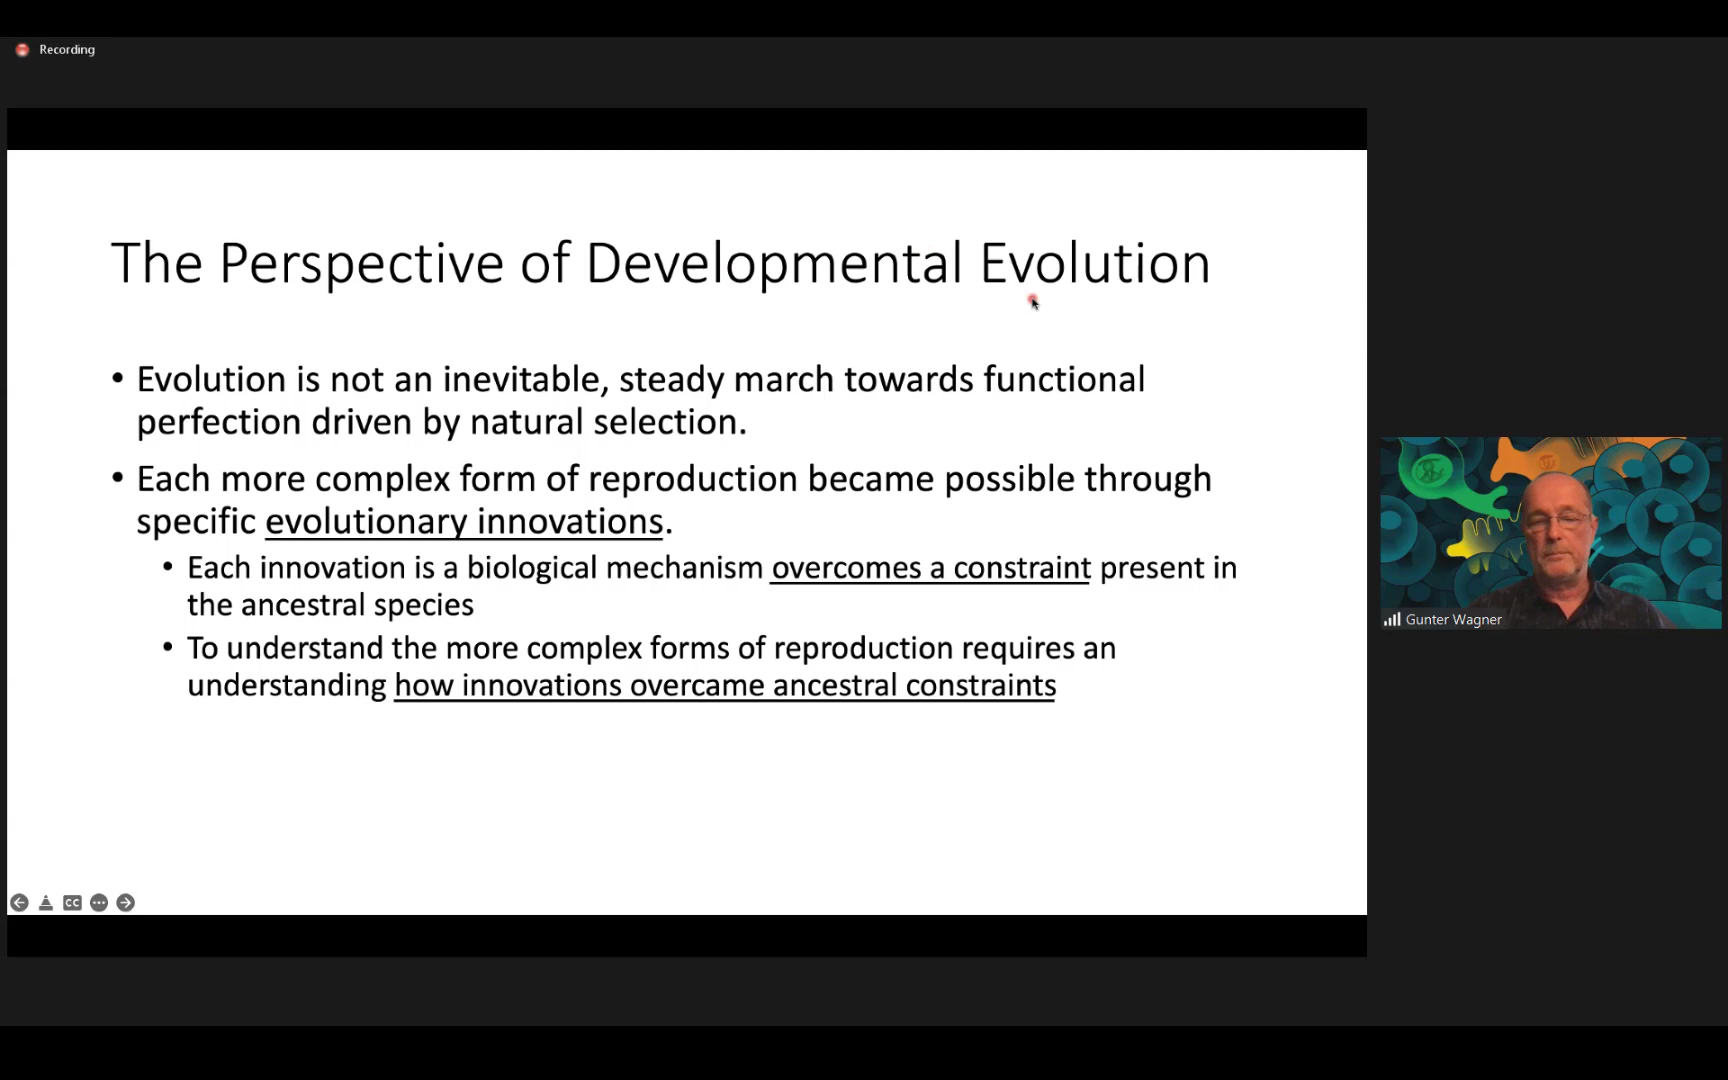 Recording
The Perspective of Developmental Evolution
• Evolution is not an inevitable, steady march towards functional
perfection driven by natural selection.
• Each more complex form of reproduction became possible through
specific evolutionary innovations.
• Each innovation is a biological mechanism overcomes a constraint present in
the ancestral species
• To understand the more complex forms of reproduction requires an
understanding how innovations overcame ancestral constraints
Gunter Wagner
CC